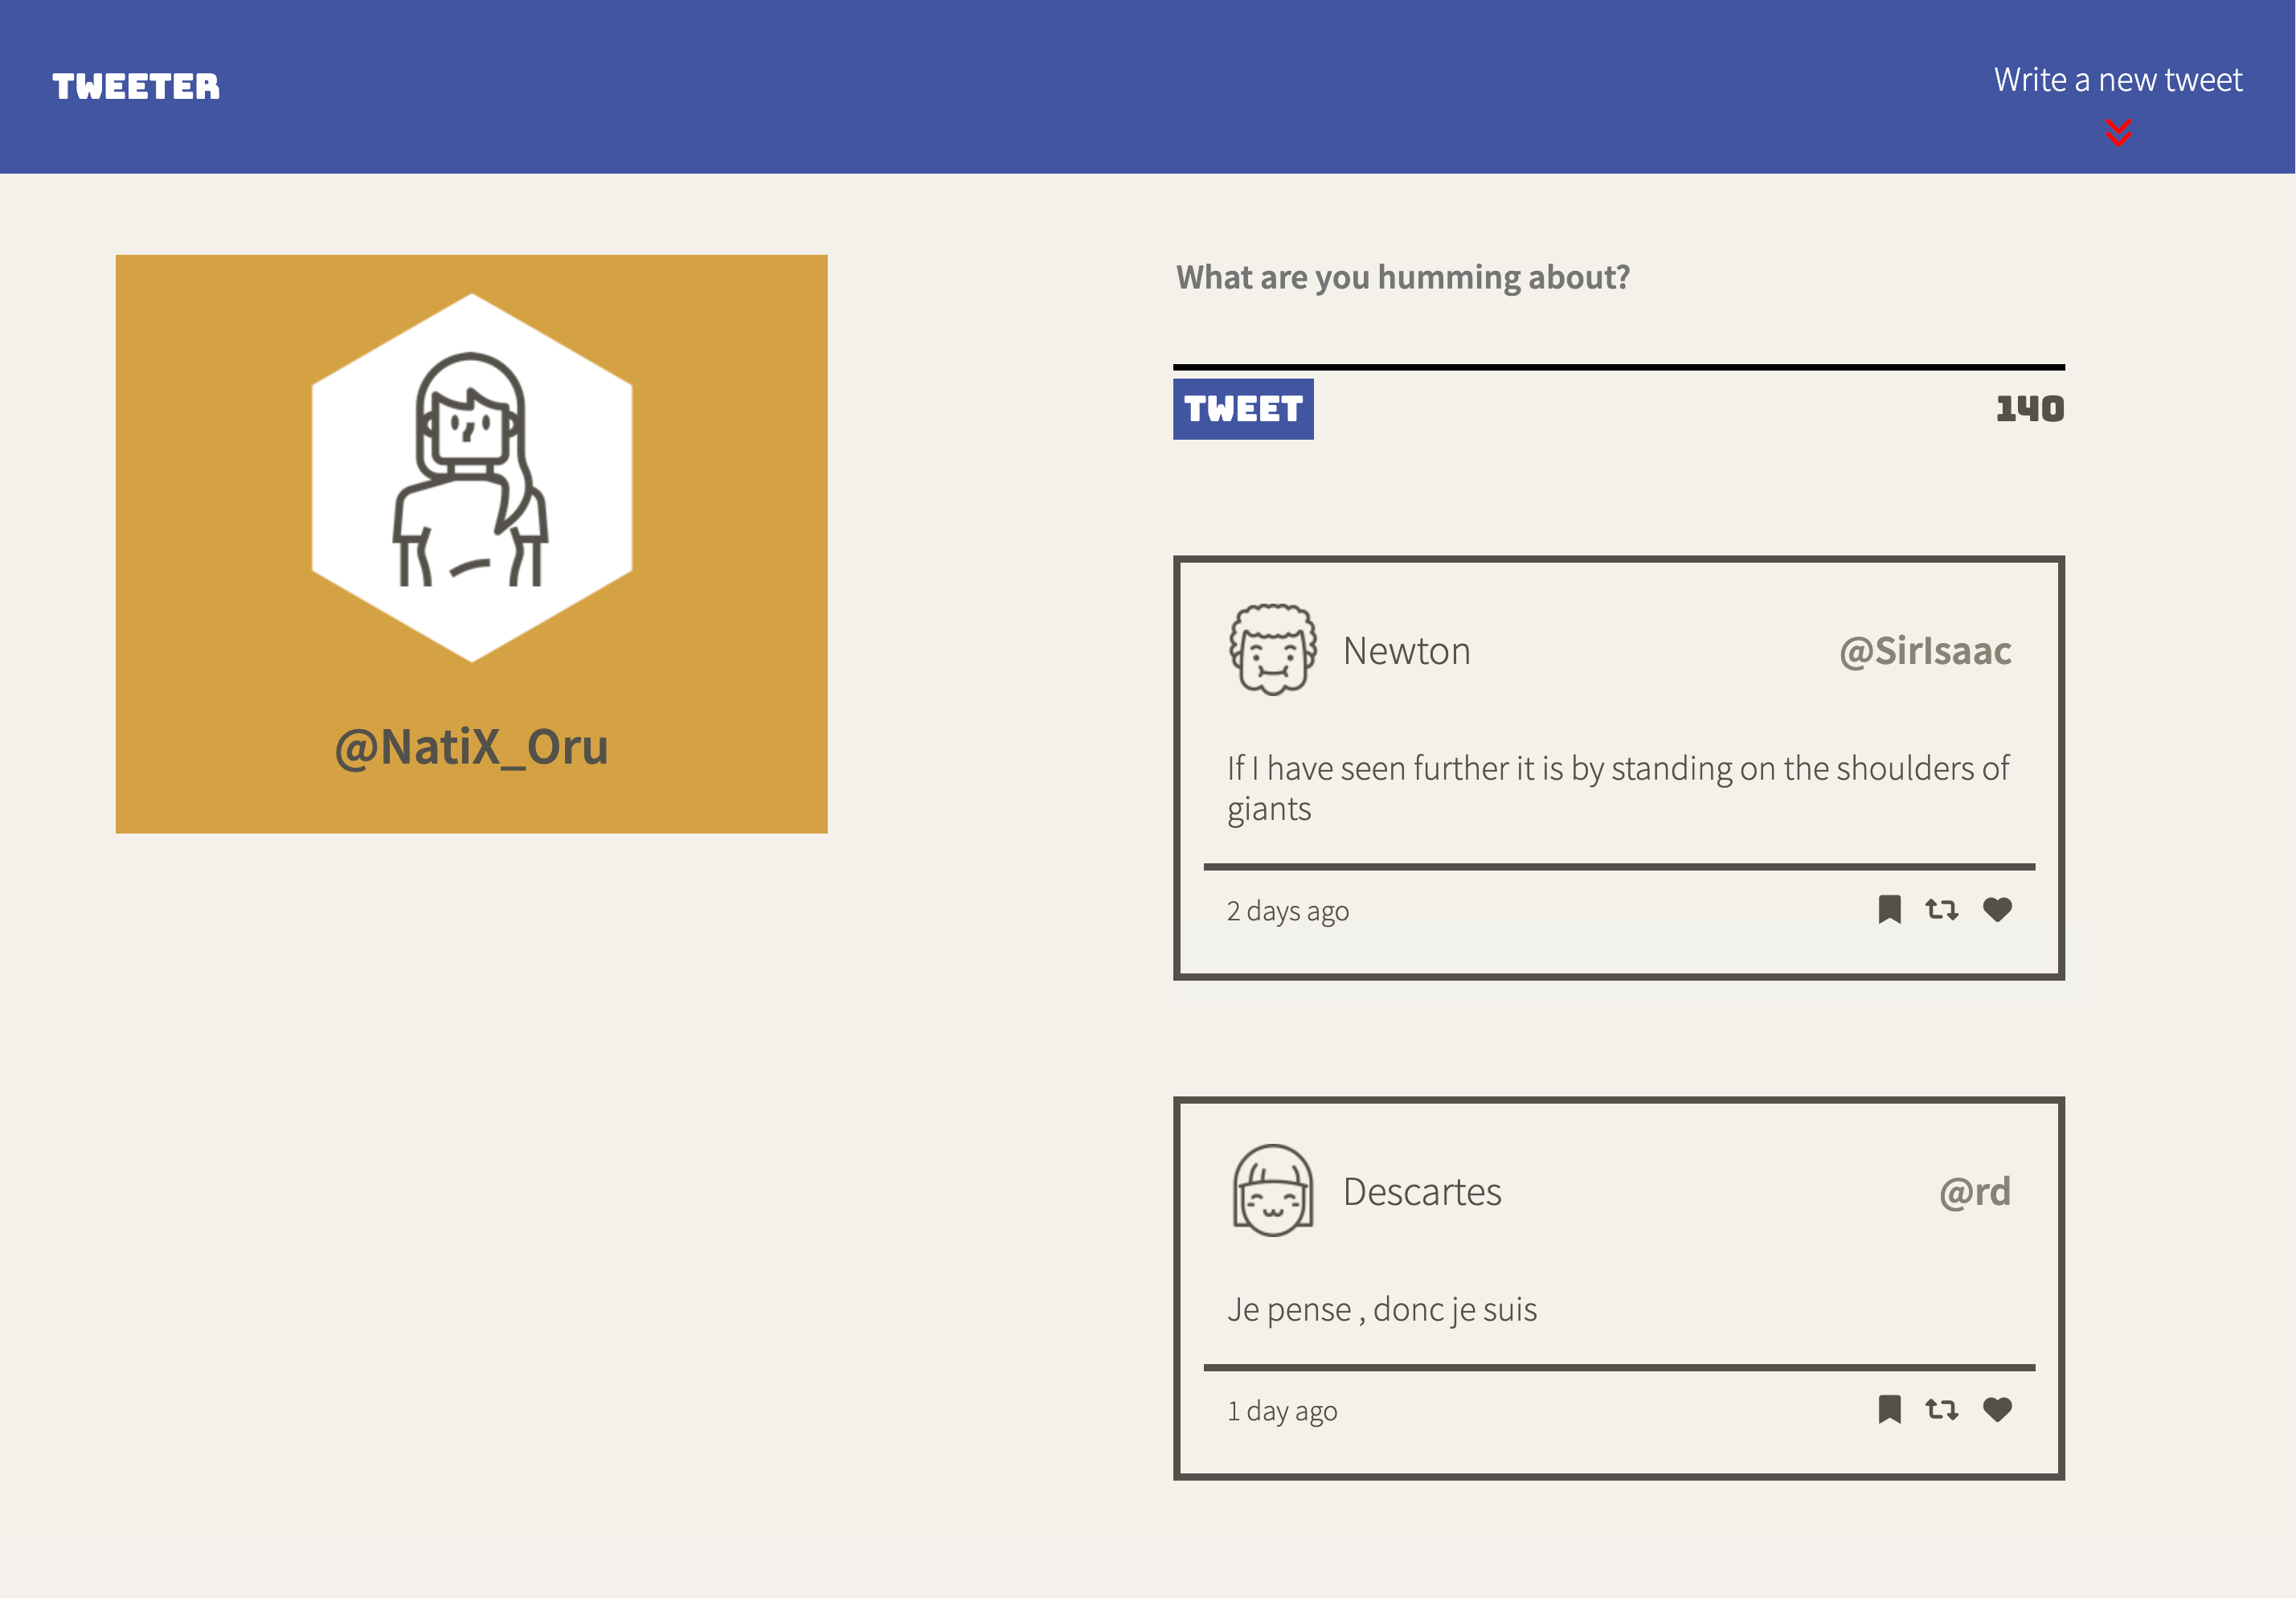 TWEETER
Write a new tweet
@NatiX_Oru
What are you humming about?
TWEET
140
Newton
@SirIsaac
If I have seen further it is by standing on the shoulders of
giants
2 days ago
Descartes
@rd
Je pense , donc je suis
1 day ago